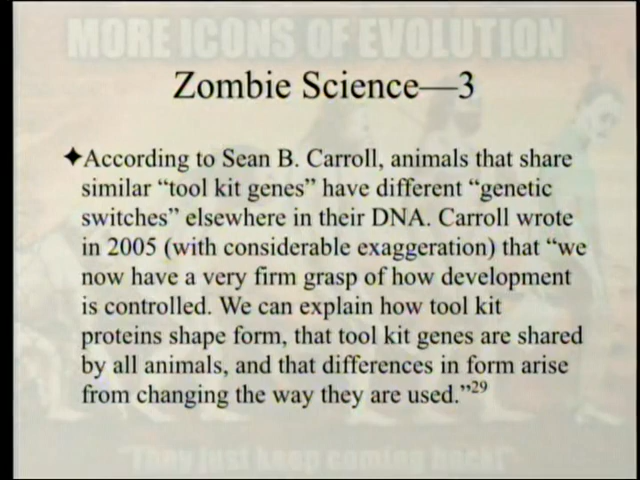 MORE ICONS OF EVOLUTION
Zombie Science—3
✦According to Sean B. Carroll, animals that share
similar “tool kit genes” have different “genetic
switches” elsewhere in their DNA. Carroll wrote
in 2005 (with considerable exaggeration) that “we
now have a very firm grasp of how development
is controlled. We can explain how tool kit
proteins shape form, that tool kit genes are shared
by all animals, and that differences in form arise
from changing the way they are used.”29
"They just keep coming back!"